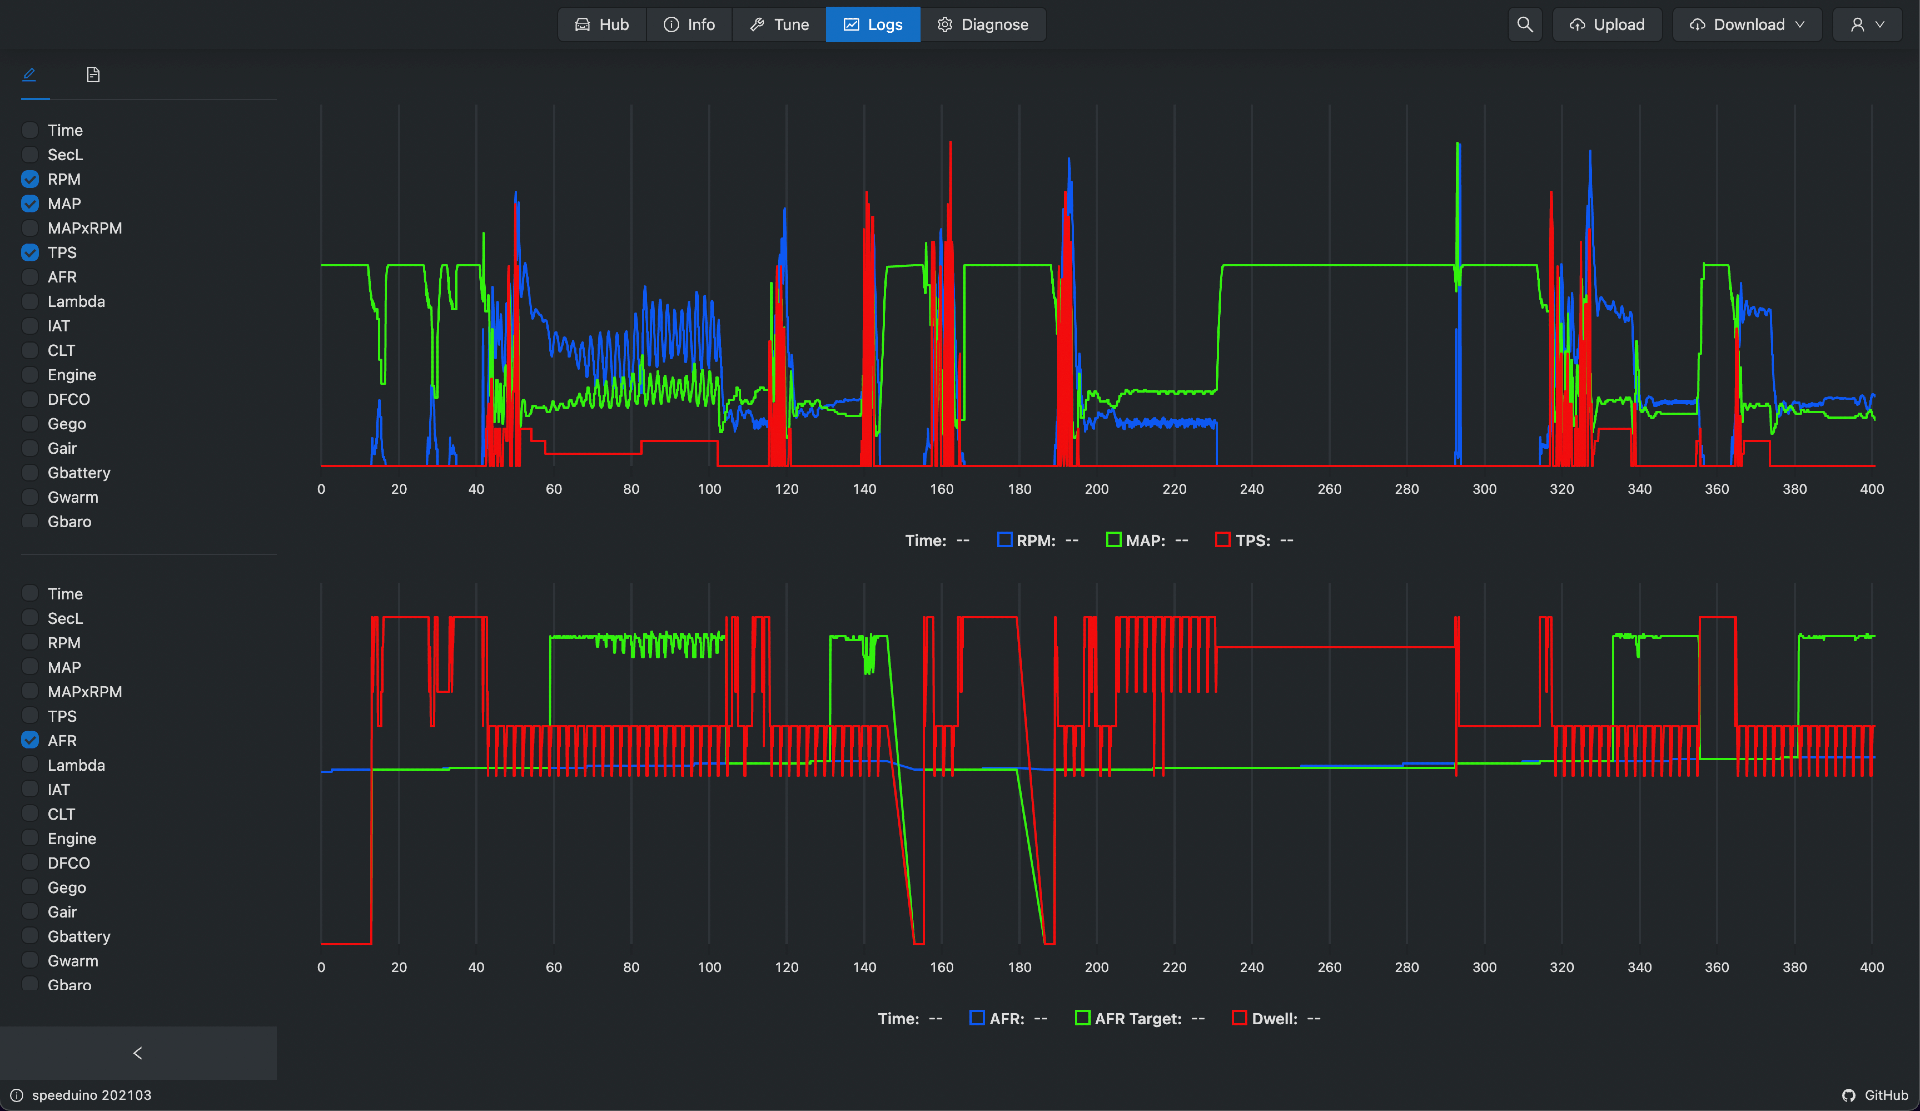 Hub
Info
Tune
Logs
Diagnose
Upload
Download
Time
SecL
RPM
MAP
MAPxRPM
TPS
AFR
Lambda
IAT
CLT
Engine
DFCO
Gego
Gair
Gbattery
Gwarm
Gbaro
0 20 40 60 80 100 120 140 160 180 200 220 240 260 280 300 320 340 360 380 400
Time: -- RPM: -- MAP: -- TPS: --
Time
SecL
RPM
MAP
MAPxRPM
TPS
AFR
Lambda
IAT
CLT
Engine
DFCO
Gego
Gair
Gbattery
Gwarm
Gbaro
0 20 40 60 80 100 120 140 160 180 200 220 240 260 280 300 320 340 360 380 400
Time: -- AFR: -- AFR Target: -- Dwell: --
speeduino 202103
GitHub